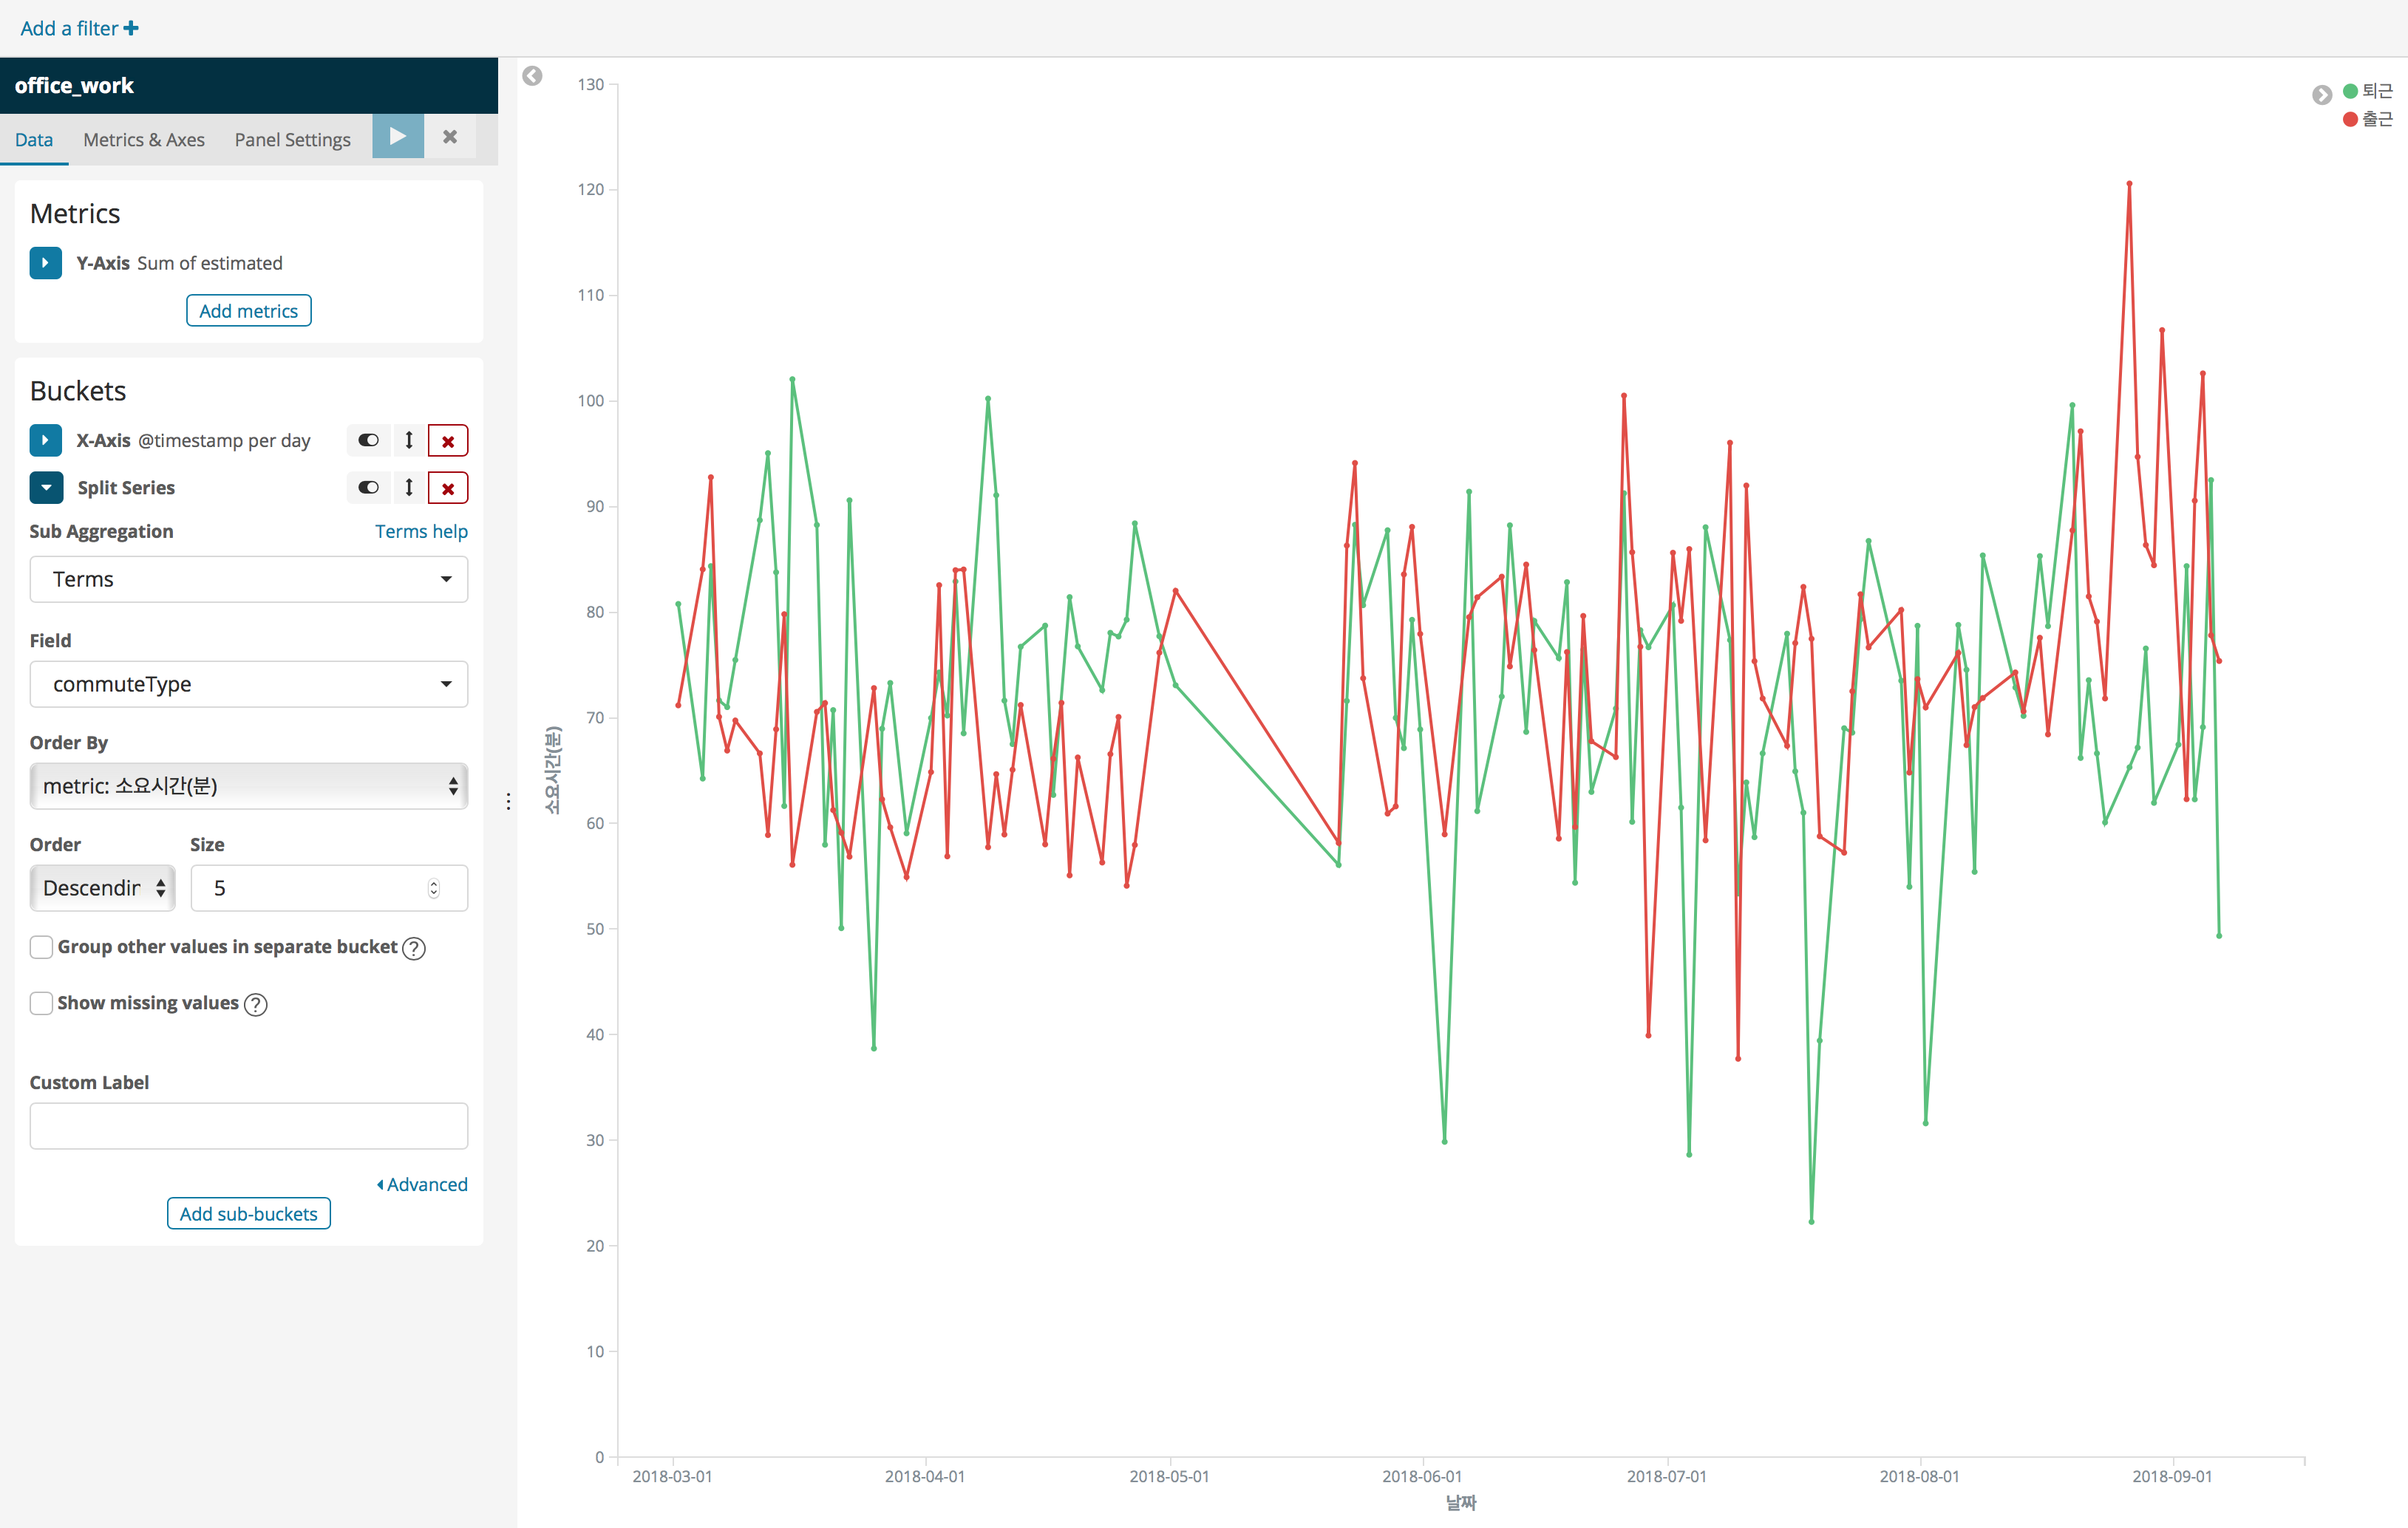 Add a filter
office_work
Data Metrics & Axes Panel Settings
Metrics
Y-Axis Sum of estimated
Add metrics
Buckets
X-Axis @timestamp per day
Split Series
Sub Aggregation Terms help
Terms
Field
commuteType
Order By
metric: 소요시간(분)
Order Size
Descendir 5
Group other values in separate bucket ?
Show missing values ?
Custom Label
Advanced
Add sub-buckets
소요시간(분)
130
120
110
100
90
80
70
60
50
40
30
20
10
0
2018-03-01 2018-04-01 2018-05-01 2018-06-01 2018-07-01 2018-08-01 2018-09-01
날짜
퇴근
출근